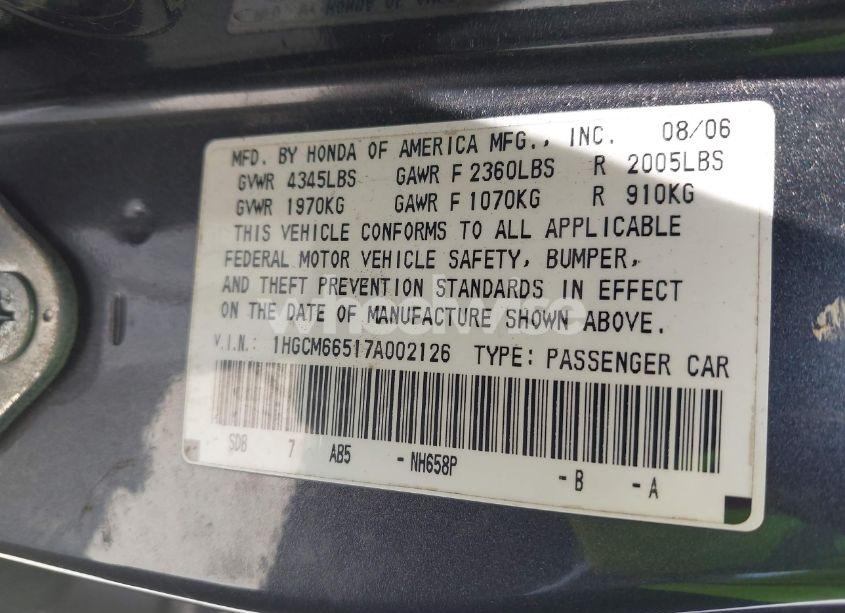 MFD. BY HONDA OF AMERICA MFG., INC. 08/06
GVWR 4345LBS GAWR F 2360LBS R 2005LBS
GVWR 1970KG GAWR F 1070KG R 910KG
THIS VEHICLE CONFORMS TO ALL APPLICABLE
FEDERAL MOTOR VEHICLE SAFETY, BUMPER,
AND THEFT PREVENTION STANDARDS IN EFFECT
ON THE DATE OF MANUFACTURE SHOWN ABOVE.
wheelwire
V.I.N.: 1HGCM66517A002126 TYPE: PASSENGER CAR
SDB 7 AB5 -NH658P -B -A